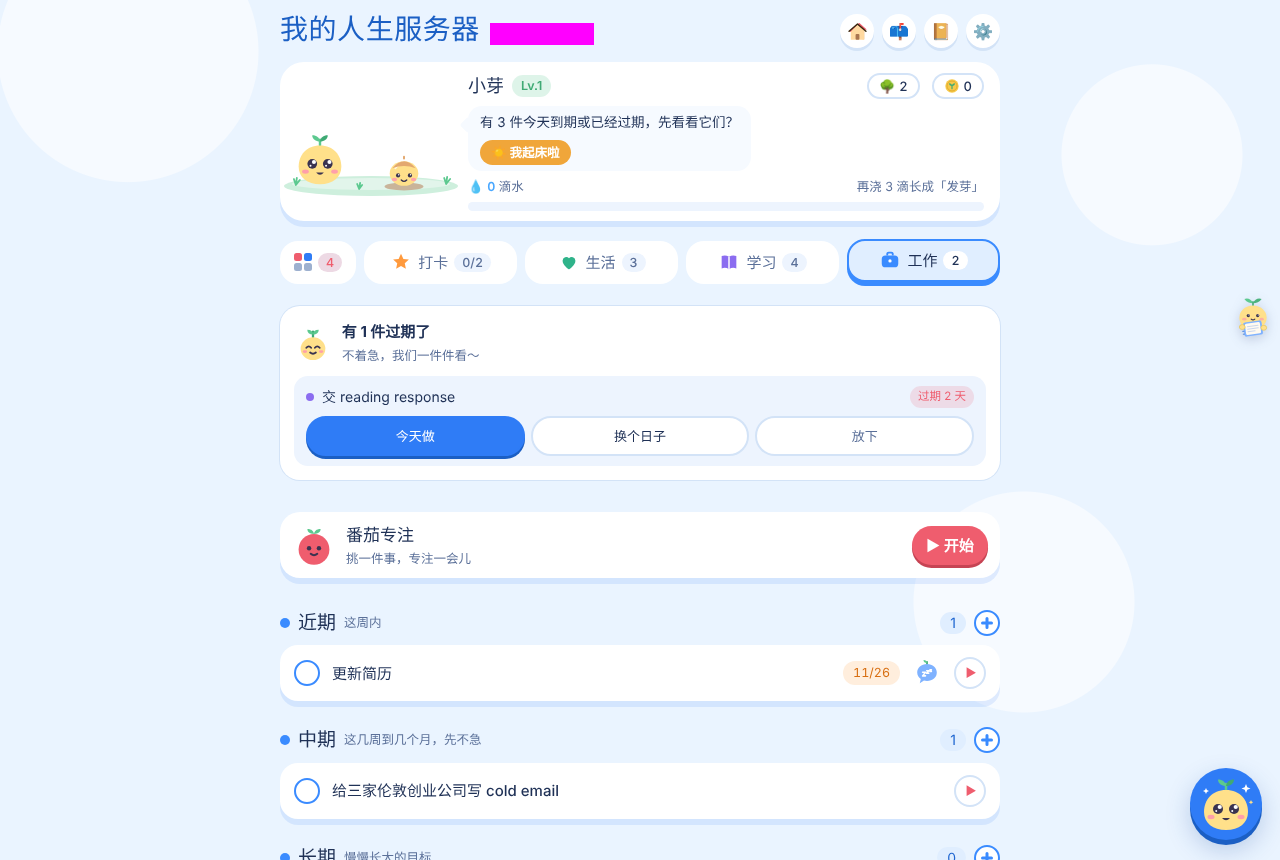 我的人生服务器
小芽 Lv.1 2 0
有 3 件今天到期或已经过期，先看看它们？
我起床啦
0 滴水 再浇 3 滴长成「发芽」
4 打卡 0/2 生活 3 学习 4 工作 2
有 1 件过期了
不着急，我们一件件看～
交 reading response 过期 2 天
今天做 换个日子 放下
番茄专注
挑一件事，专注一会儿
开始
近期 这周内 1
更新简历 11/26
中期 这几周到几个月，先不急 1
给三家伦敦创业公司写 cold email
长期 慢慢长大的目标 0